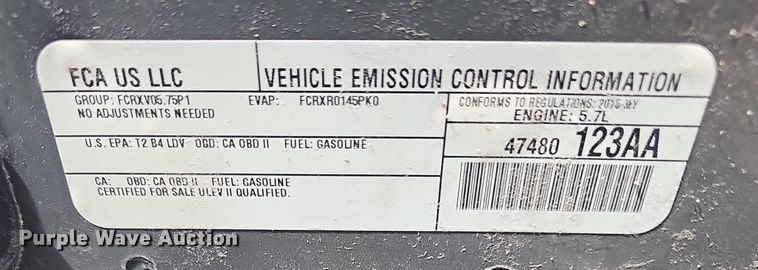 FCA US LLC
VEHICLE EMISSION CONTROL INFORMATION
GROUP: FCRXV05.75P1 EVAP: FCRXR0145PK0
NO ADJUSTMENTS NEEDED
CONFORMS TO REGULATIONS: 2015 MY
ENGINE: 5.7L
U.S. EPA: T2 B4 LDV OGD: CA OBD II FUEL: GASOLINE
47480 123AA
CA: OBD: CA OBD II FUEL: GASOLINE
CERTIFIED FOR SALE ULEV II QUALIFIED.
Purple Wave Auction